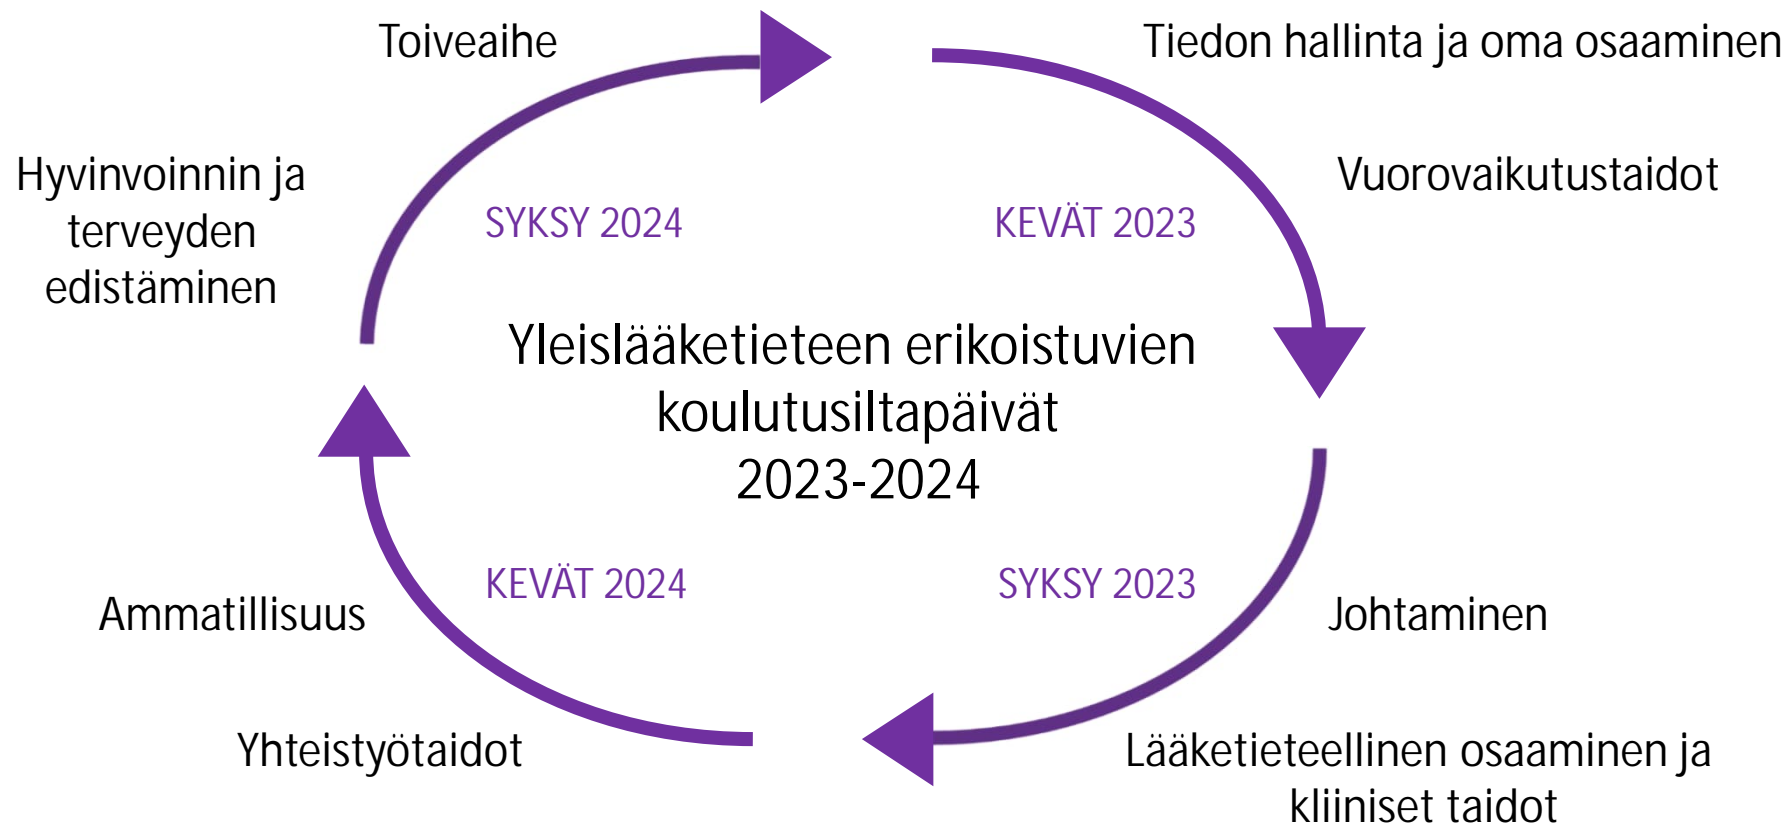 Toiveaihe
Tiedon hallinta ja oma osaaminen
Hyvinvoinnin ja
terveyden
edistäminen
Vuorovaikutustaidot
SYKSY 2024
KEVÄT 2023
Yleislääketieteen erikoistuvien
koulutusiltapäivät
2023-2024
KEVÄT 2024
SYKSY 2023
Ammatillisuus
Johtaminen
Yhteistyötaidot
Lääketieteellinen osaaminen ja
kliiniset taidot